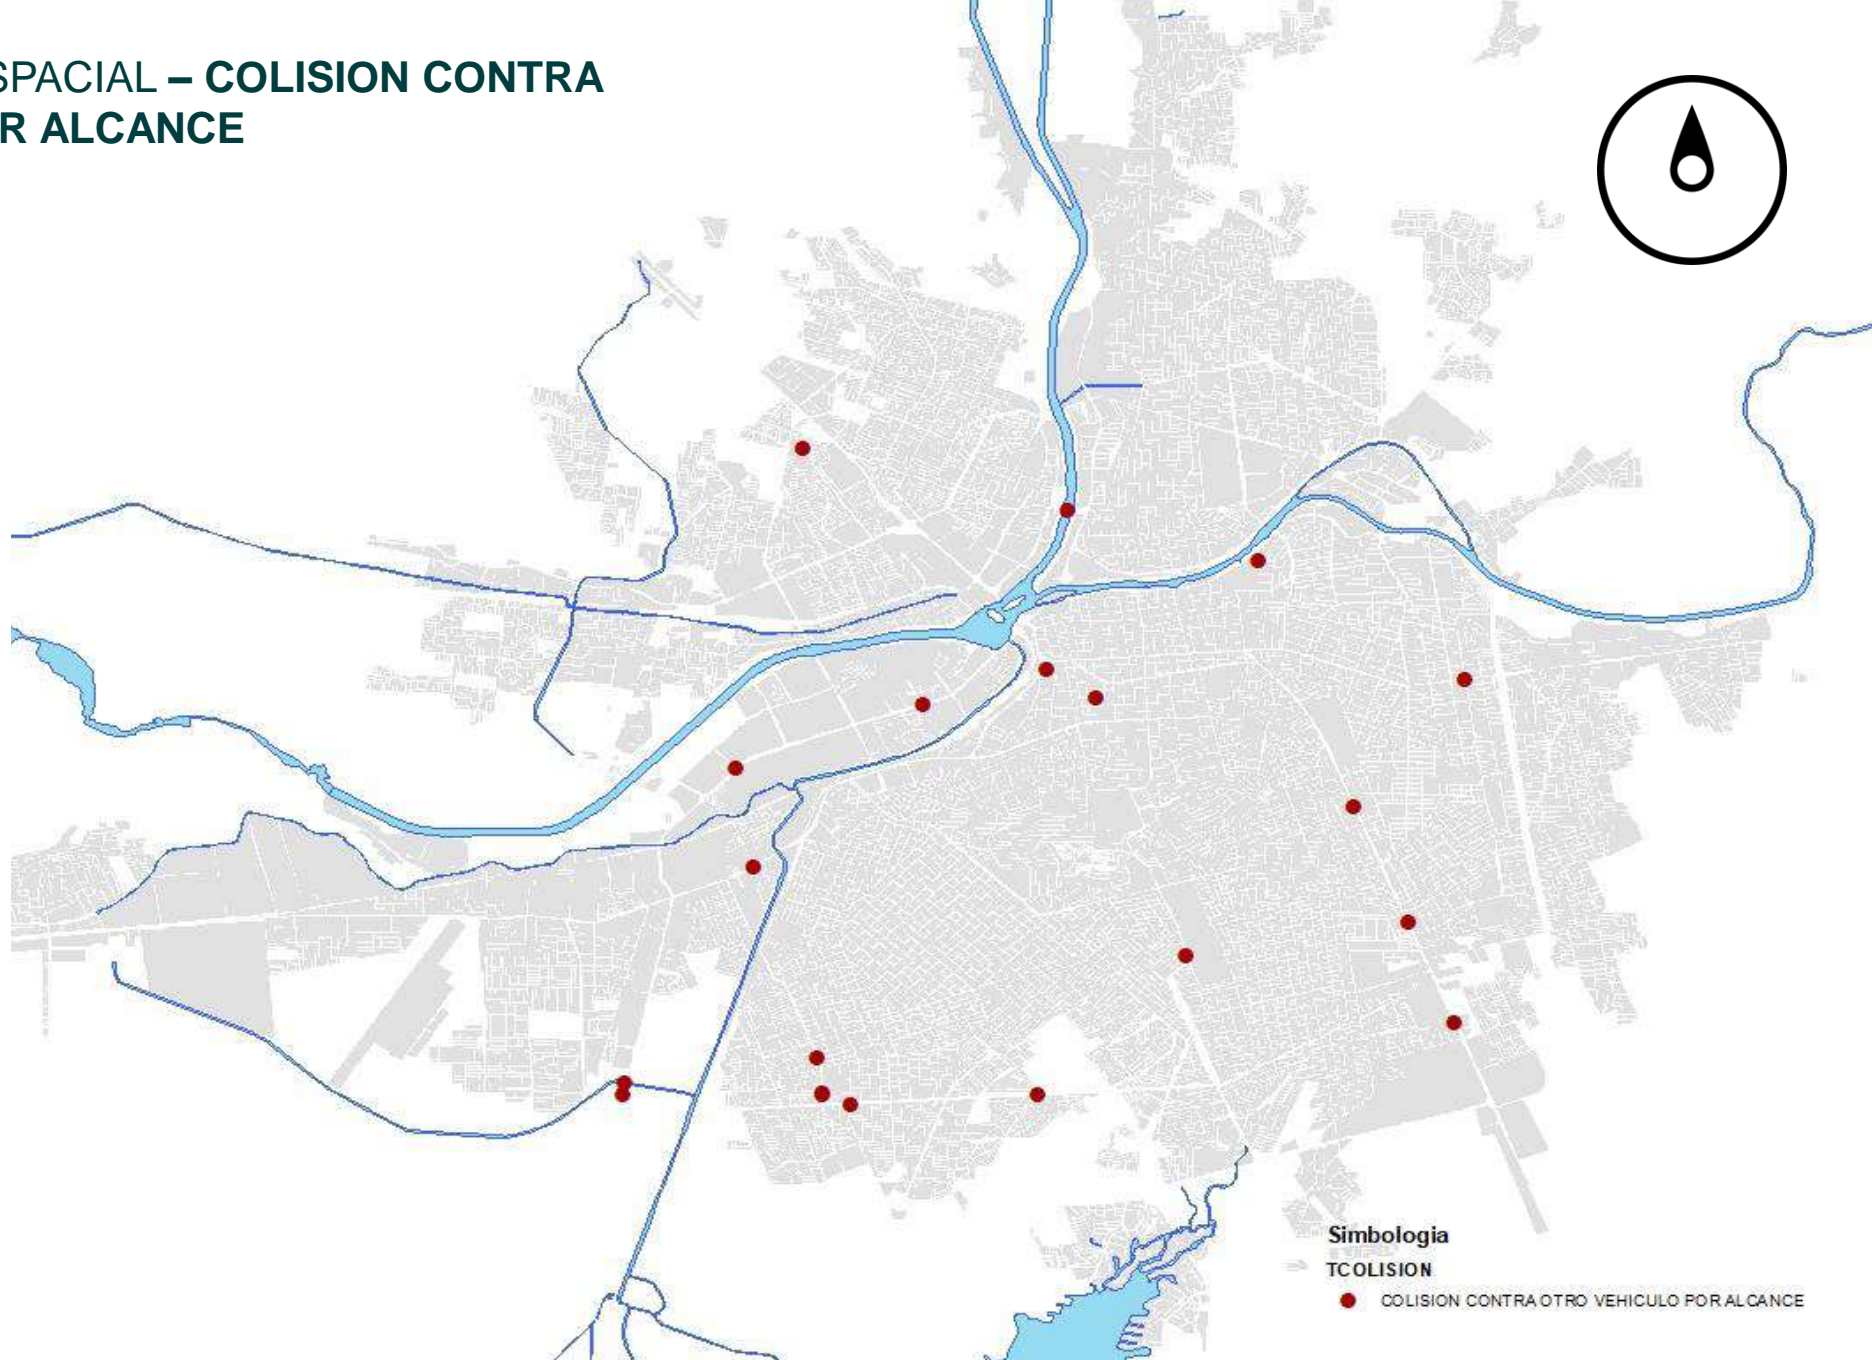 SPACIAL – COLISION CONTRA
R ALCANCE
Simbologia
TCOLISION
COLISION CONTRA OTRO VEHICULO POR ALCANCE